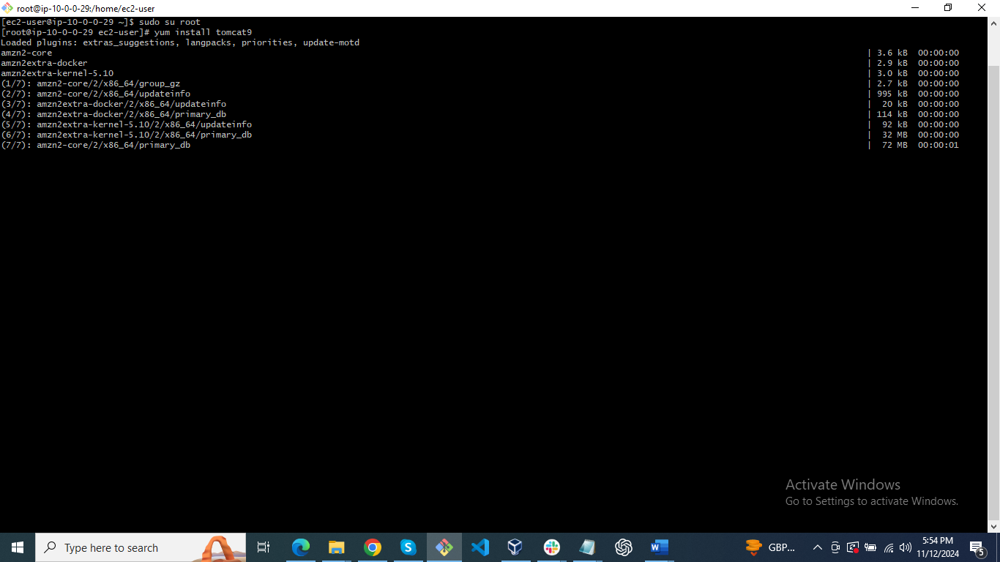 root@ip-10-0-0-29:/home/ec2-user
[ec2-user@ip-10-0-0-29 ~]$ sudo su root
[root@ip-10-0-0-29 ec2-user]# yum install tomcat9
Loaded plugins: extras_suggestions, langpacks, priorities, update-motd
amzn2-core | 3.6 kB 00:00:00
amzn2extra-docker | 2.9 kB 00:00:00
amzn2extra-kernel-5.10 | 3.0 kB 00:00:00
(1/7): amzn2-core/2/x86_64/group_gz | 2.7 kB 00:00:00
(2/7): amzn2-core/2/x86_64/updateinfo | 995 kB 00:00:00
(3/7): amzn2extra-docker/2/x86_64/updateinfo | 20 kB 00:00:00
(4/7): amzn2extra-docker/2/x86_64/primary_db | 114 kB 00:00:00
(5/7): amzn2extra-kernel-5.10/2/x86_64/updateinfo | 92 kB 00:00:00
(6/7): amzn2extra-kernel-5.10/2/x86_64/primary_db | 32 MB 00:00:00
(7/7): amzn2-core/2/x86_64/primary_db | 72 MB 00:00:01
Activate Windows
Go to Settings to activate Windows.
Type here to search
GBP...
5:54 PM
11/12/2024
5